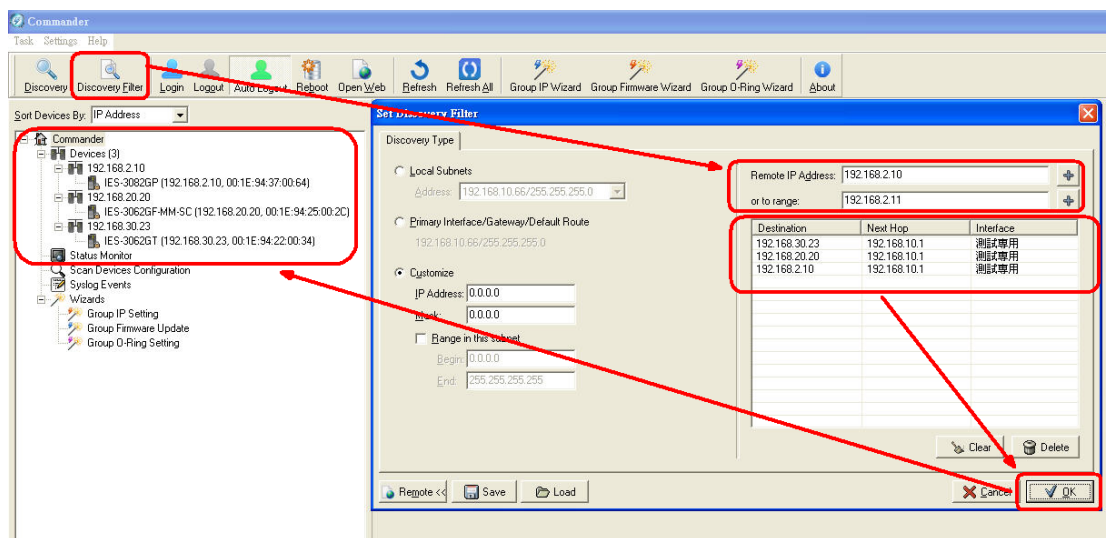 Commander
Task Settings Help
Discovery Discovery Filter Login Logout Auto Logout Reboot Open Web Refresh Refresh All Group IP Wizard Group Firmware Wizard Group O-Ring Wizard About
Sort Devices By: IP Address
Commander
Devices (3)
192.168.2.10
IES-3082GP (192.168.2.10, 00:1E:94:37:00:64)
192.168.20.20
IES-3062GF-MM-SC (192.168.20.20, 00:1E:94:25:00:2C)
192.168.30.23
IES-3062GT (192.168.30.23, 00:1E:94:22:00:34)
Status Monitor
Scan Devices Configuration
Syslog Events
Wizards
Group IP Setting
Group Firmware Update
Group O-Ring Setting
Set Discovery Filter
Discovery Type
Local Subnets
Address: 192.168.10.66/255.255.255.0
Primary Interface/Gateway/Default Route
192.168.10.66/255.255.255.0
Customize
IP Address: 0.0.0.0
Mask: 0.0.0.0
Range in this subnet
Begin: 0.0.0.0
End: 255.255.255.255
Remote IP Address: 192.168.2.10
or to range: 192.168.2.11
Destination Next Hop Interface
192.168.30.23 192.168.10.1 測試專用
192.168.20.20 192.168.10.1 測試專用
192.168.2.10 192.168.10.1 測試專用
Clear Delete
Remote << Save Load Cancel OK